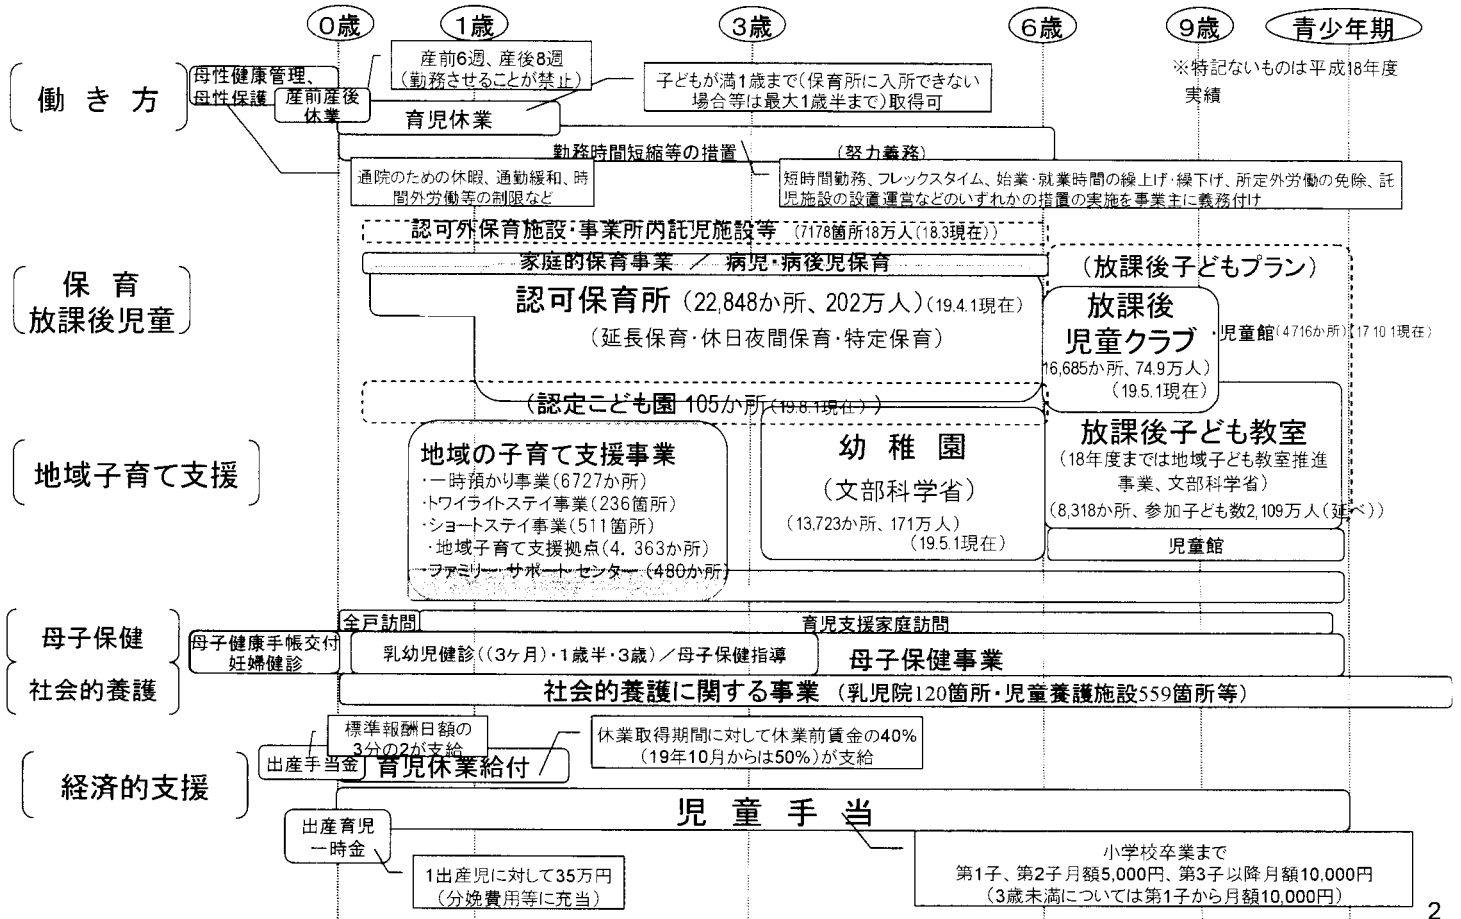 0歳
1歳
3歳
6歳
9歳
青少年期
※特記ないものは平成18年度
実績
働き方
母性健康管理、
母性保護
産前産後
休業
産前6週、産後8週
(勤務させることが禁止)
子どもが満1歳まで(保育所に入所できない
場合等は最大1歳半まで)取得可
育児休業
勤務時間短縮等の措置 (努力義務)
通院のための休暇、通勤緩和、時
間外労働等の制限など
短時間勤務、フレックスタイム、始業・就業時間の繰上げ・繰下げ、所定外労働の免除、託
児施設の設置運営などのいずれかの措置の実施を事業主に義務付け
保育
放課後児童
認可外保育施設・事業所内託児施設等 (7178箇所18万人(18.3現在))
家庭的保育事業 / 病児・病後児保育
認可保育所 (22,848か所、202万人)(19.4.1現在)
(延長保育・休日夜間保育・特定保育)
(認定こども園 105か所(19.8.1現在) )
(放課後子どもプラン)
放課後
児童クラブ
16,685か所、74.9万人)
(19.5.1現在)
・児童館(4716か所)(17.10.1現在)
地域子育て支援
地域の子育て支援事業
・一時預かり事業(6727か所)
・トワイライトステイ事業(236箇所)
・ショートステイ事業(511箇所)
・地域子育て支援拠点(4.363か所)
・ファミリーサポートセンター (480か所)
幼稚園
(文部科学省)
(13,723か所、171万人)
(19.5.1現在)
放課後子ども教室
(18年度までは地域子ども教室推進
事業、文部科学省)
(8,318か所、参加子ども数2,109万人(延べ))
児童館
母子保健
母子健康手帳交付
妊婦健診
全戸訪問
育児支援家庭訪問
乳幼児健診((3ヶ月)・1歳半・3歳)/母子保健指導
母子保健事業
社会的養護
社会的養護に関する事業 (乳児院120箇所・児童養護施設559箇所等)
経済的支援
標準報酬日額の
3分の2が支給
出産手当金
育児休業給付
休業取得期間に対して休業前賃金の40%
(19年10月からは50%)が支給
児童手当
出産育児
一時金
1出産児に対して35万円
(分娩費用等に充当)
小学校卒業まで
第1子、第2子月額5,000円、第3子以降月額10,000円
(3歳未満については第1子から月額10,000円)
2